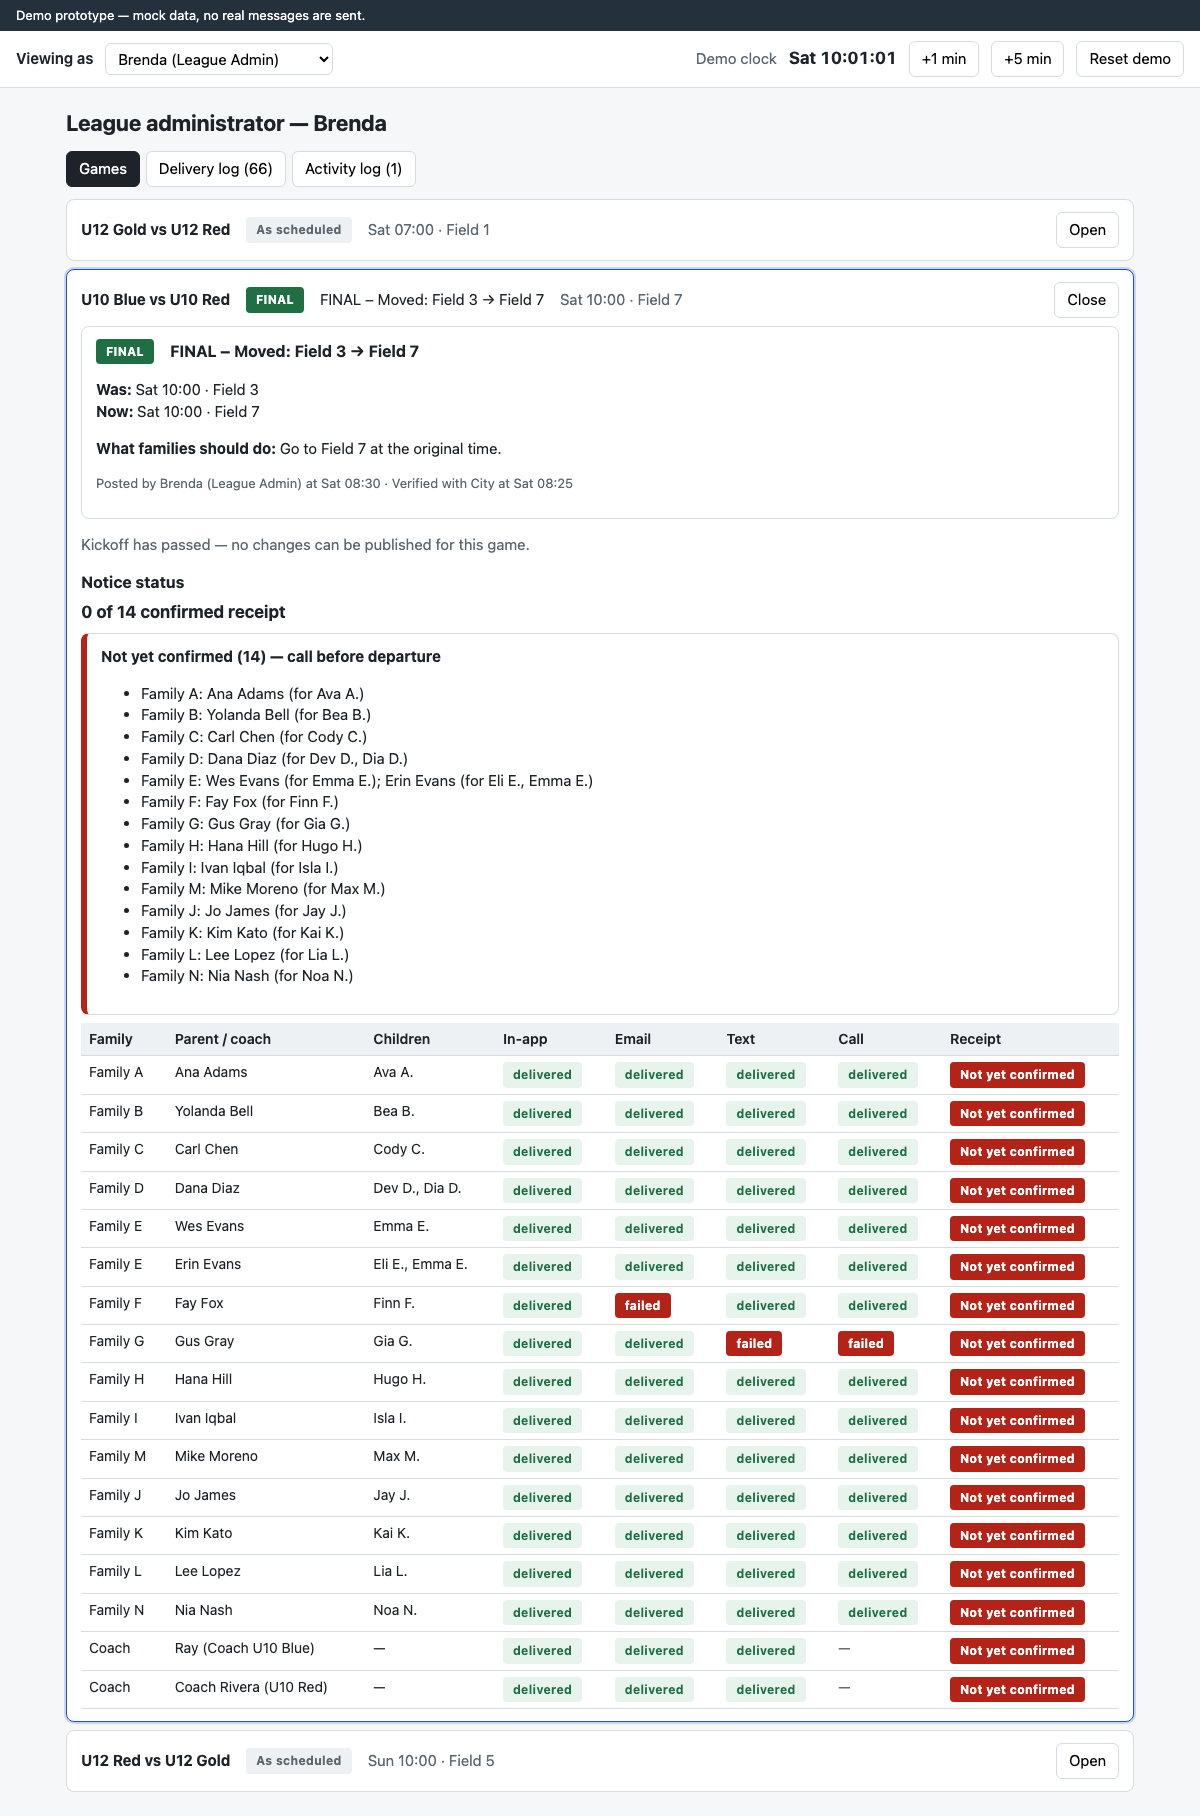 Demo prototype — mock data, no real messages are sent.
Viewing as Brenda (League Admin) Demo clock Sat 10:01:01 +1 min +5 min Reset demo
League administrator — Brenda
Games Delivery log (66) Activity log (1)
U12 Gold vs U12 Red As scheduled Sat 07:00 · Field 1 Open
U10 Blue vs U10 Red FINAL FINAL – Moved: Field 3 → Field 7 Sat 10:00 · Field 7 Close
FINAL FINAL – Moved: Field 3 → Field 7
Was: Sat 10:00 · Field 3
Now: Sat 10:00 · Field 7
What families should do: Go to Field 7 at the original time.
Posted by Brenda (League Admin) at Sat 08:30 · Verified with City at Sat 08:25
Kickoff has passed — no changes can be published for this game.
Notice status
0 of 14 confirmed receipt
Not yet confirmed (14) — call before departure
• Family A: Ana Adams (for Ava A.)
• Family B: Yolanda Bell (for Bea B.)
• Family C: Carl Chen (for Cody C.)
• Family D: Dana Diaz (for Dev D., Dia D.)
• Family E: Wes Evans (for Emma E.); Erin Evans (for Eli E., Emma E.)
• Family F: Fay Fox (for Finn F.)
• Family G: Gus Gray (for Gia G.)
• Family H: Hana Hill (for Hugo H.)
• Family I: Ivan Iqbal (for Isla I.)
• Family M: Mike Moreno (for Max M.)
• Family J: Jo James (for Jay J.)
• Family K: Kim Kato (for Kai K.)
• Family L: Lee Lopez (for Lia L.)
• Family N: Nia Nash (for Noa N.)
Family Parent / coach Children In-app Email Text Call Receipt
Family A Ana Adams Ava A. delivered delivered delivered delivered Not yet confirmed
Family B Yolanda Bell Bea B. delivered delivered delivered delivered Not yet confirmed
Family C Carl Chen Cody C. delivered delivered delivered delivered Not yet confirmed
Family D Dana Diaz Dev D., Dia D. delivered delivered delivered delivered Not yet confirmed
Family E Wes Evans Emma E. delivered delivered delivered delivered Not yet confirmed
Family E Erin Evans Eli E., Emma E. delivered delivered delivered delivered Not yet confirmed
Family F Fay Fox Finn F. delivered failed delivered delivered Not yet confirmed
Family G Gus Gray Gia G. delivered delivered failed failed Not yet confirmed
Family H Hana Hill Hugo H. delivered delivered delivered delivered Not yet confirmed
Family I Ivan Iqbal Isla I. delivered delivered delivered delivered Not yet confirmed
Family M Mike Moreno Max M. delivered delivered delivered delivered Not yet confirmed
Family J Jo James Jay J. delivered delivered delivered delivered Not yet confirmed
Family K Kim Kato Kai K. delivered delivered delivered delivered Not yet confirmed
Family L Lee Lopez Lia L. delivered delivered delivered delivered Not yet confirmed
Family N Nia Nash Noa N. delivered delivered delivered delivered Not yet confirmed
Coach Ray (Coach U10 Blue) — delivered delivered delivered — Not yet confirmed
Coach Coach Rivera (U10 Red) — delivered delivered delivered — Not yet confirmed
U12 Red vs U12 Gold As scheduled Sun 10:00 · Field 5 Open